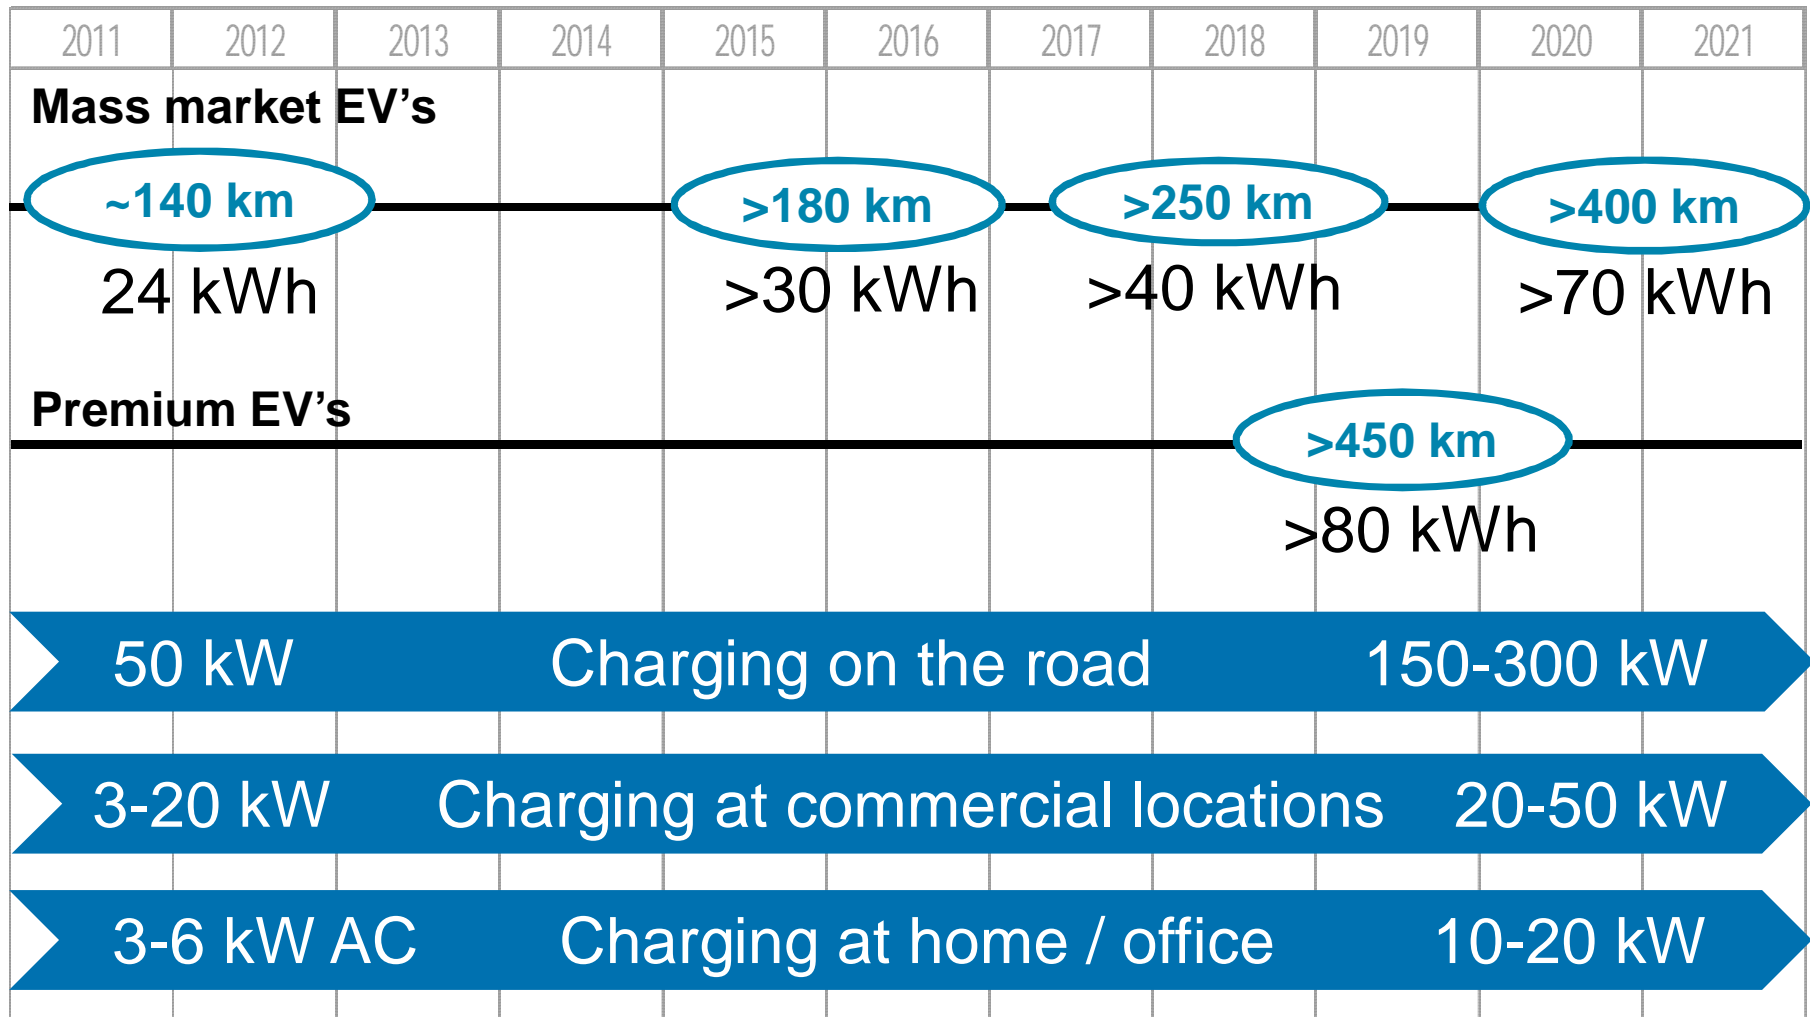 2011 2012 2013 2014 2015 2016 2017 2018 2019 2020 2021
Mass market EV’s
~140 km >180 km >250 km >400 km
24 kWh >30 kWh >40 kWh >70 kWh
Premium EV’s
>450 km
>80 kWh
50 kW Charging on the road 150-300 kW
3-20 kW Charging at commercial locations 20-50 kW
3-6 kW AC Charging at home / office 10-20 kW